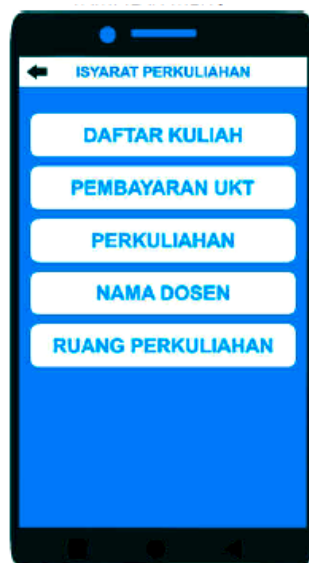 ISYARAT PERKULIAHAN
DAFTAR KULIAH
PEMBAYARAN UKT
PERKULIAHAN
NAMA DOSEN
RUANG PERKULIAHAN